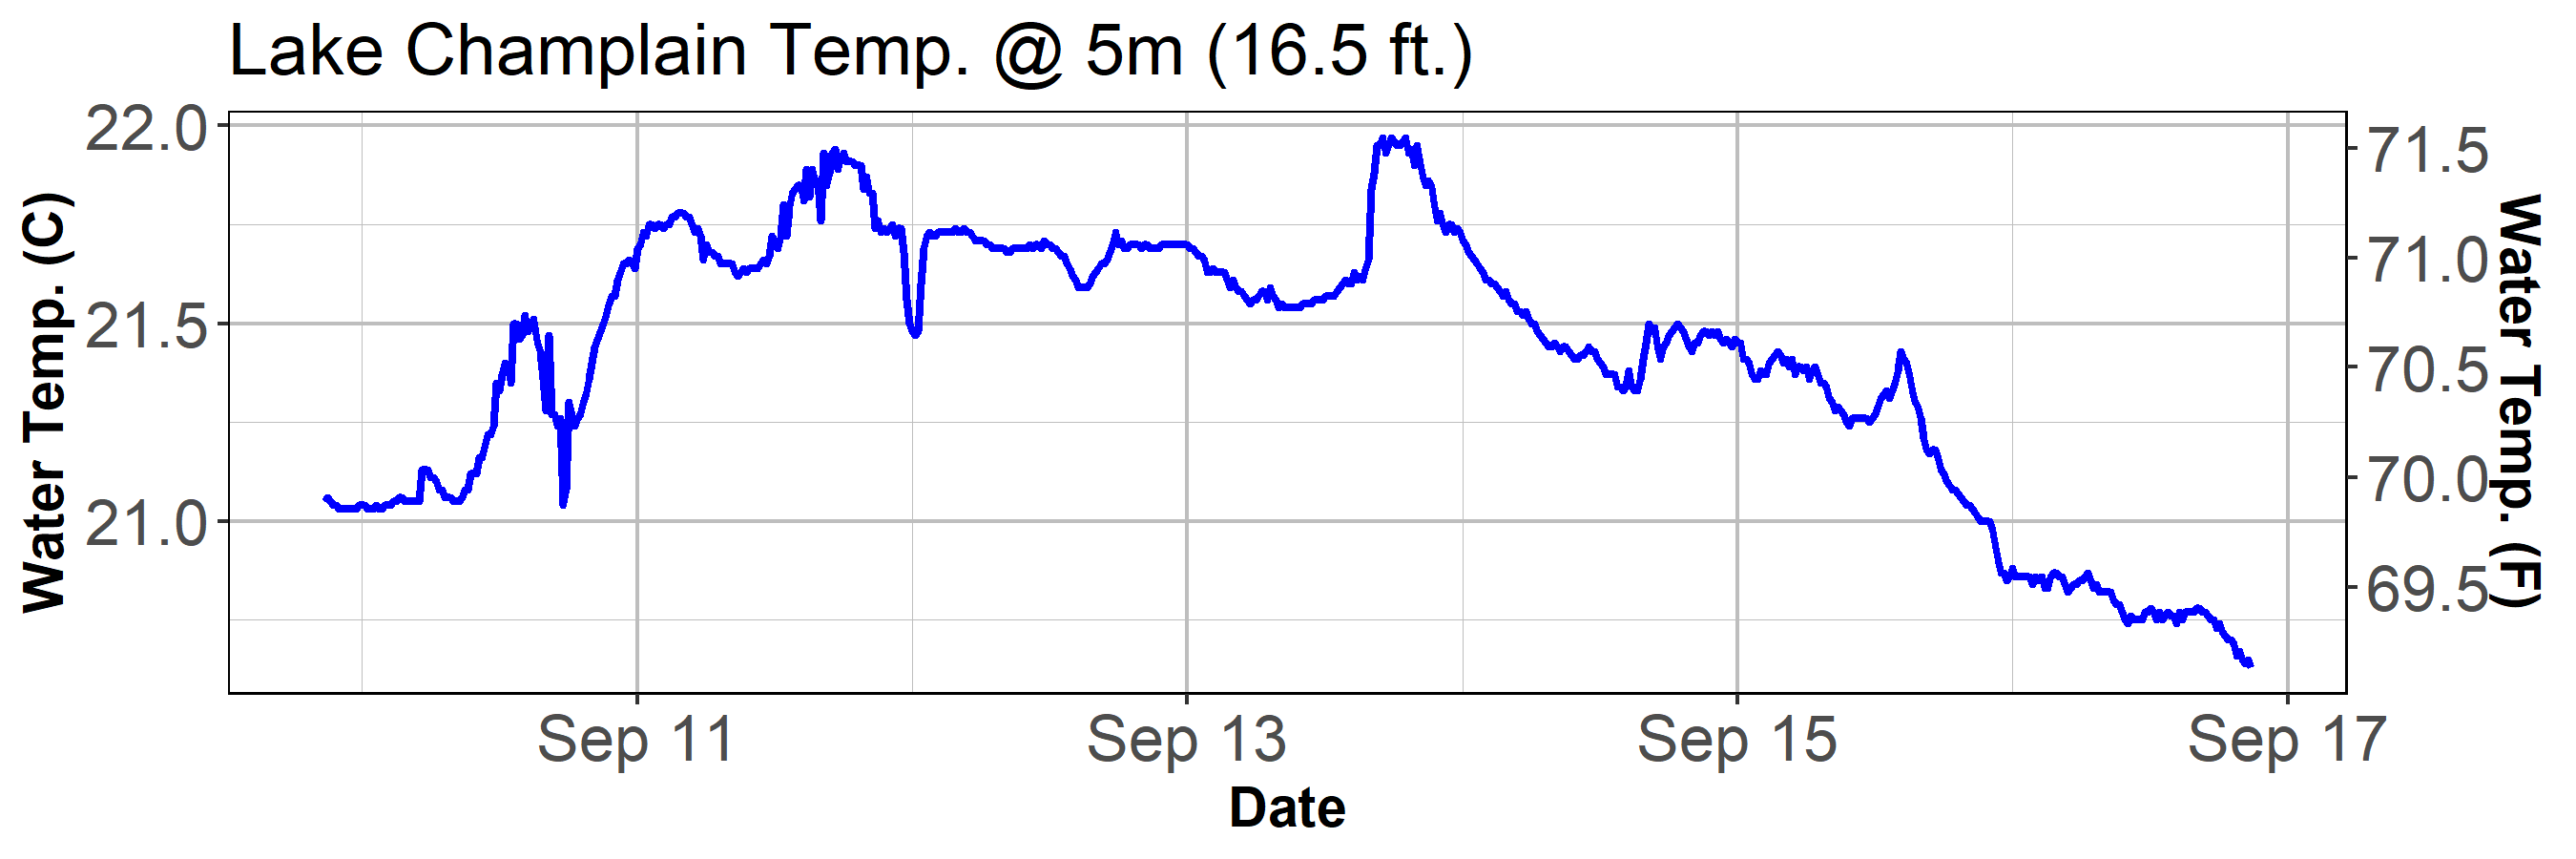 Lake Champlain Temp. @ 5m (16.5 ft.)
Water Temp. (C)
22.0
21.5
21.0
71.5
71.0
70.5
70.0
69.5
Water Temp. (F)
Sep 11 Sep 13 Sep 15 Sep 17
Date